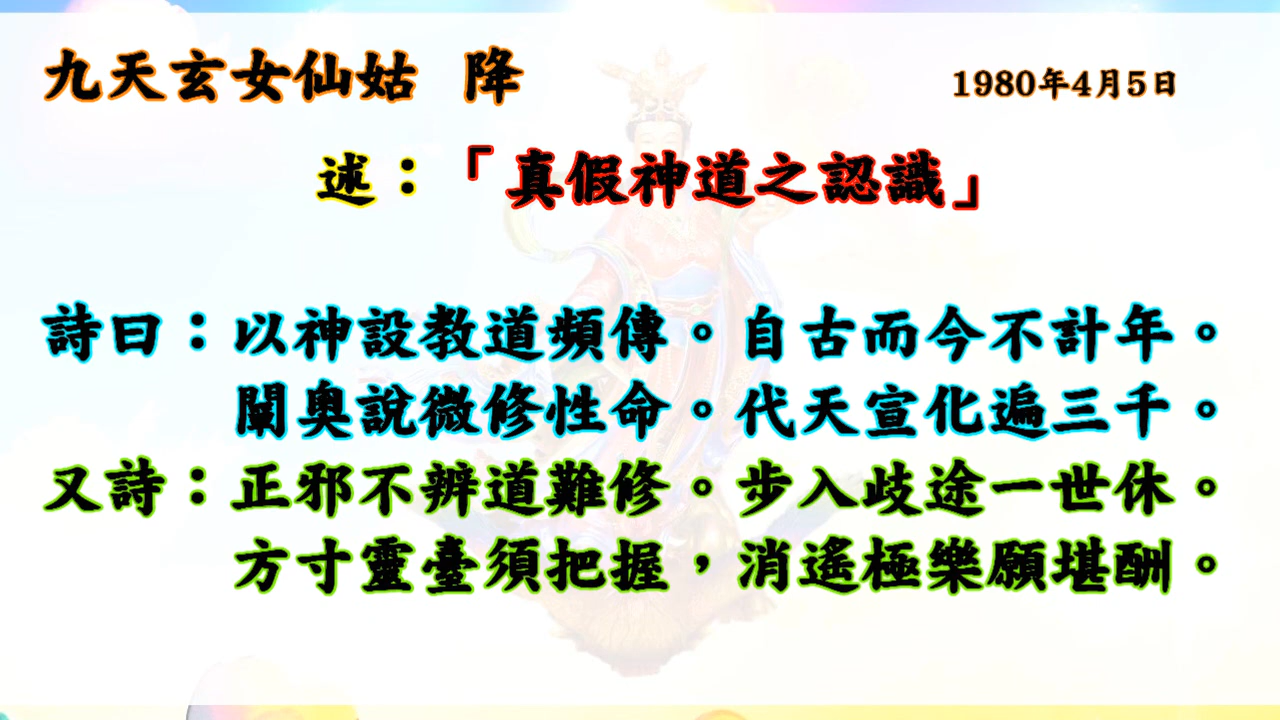 九天玄女仙姑 降
1980年4月5日
述：「真假神道之認識」
詩曰：以神設教道頻傳。自古而今不計年。
闡奧說微修性命。代天宣化遍三千。
又詩：正邪不辨道難修。步入歧途一世休。
方寸靈臺須把握，消遙極樂願堪酬。